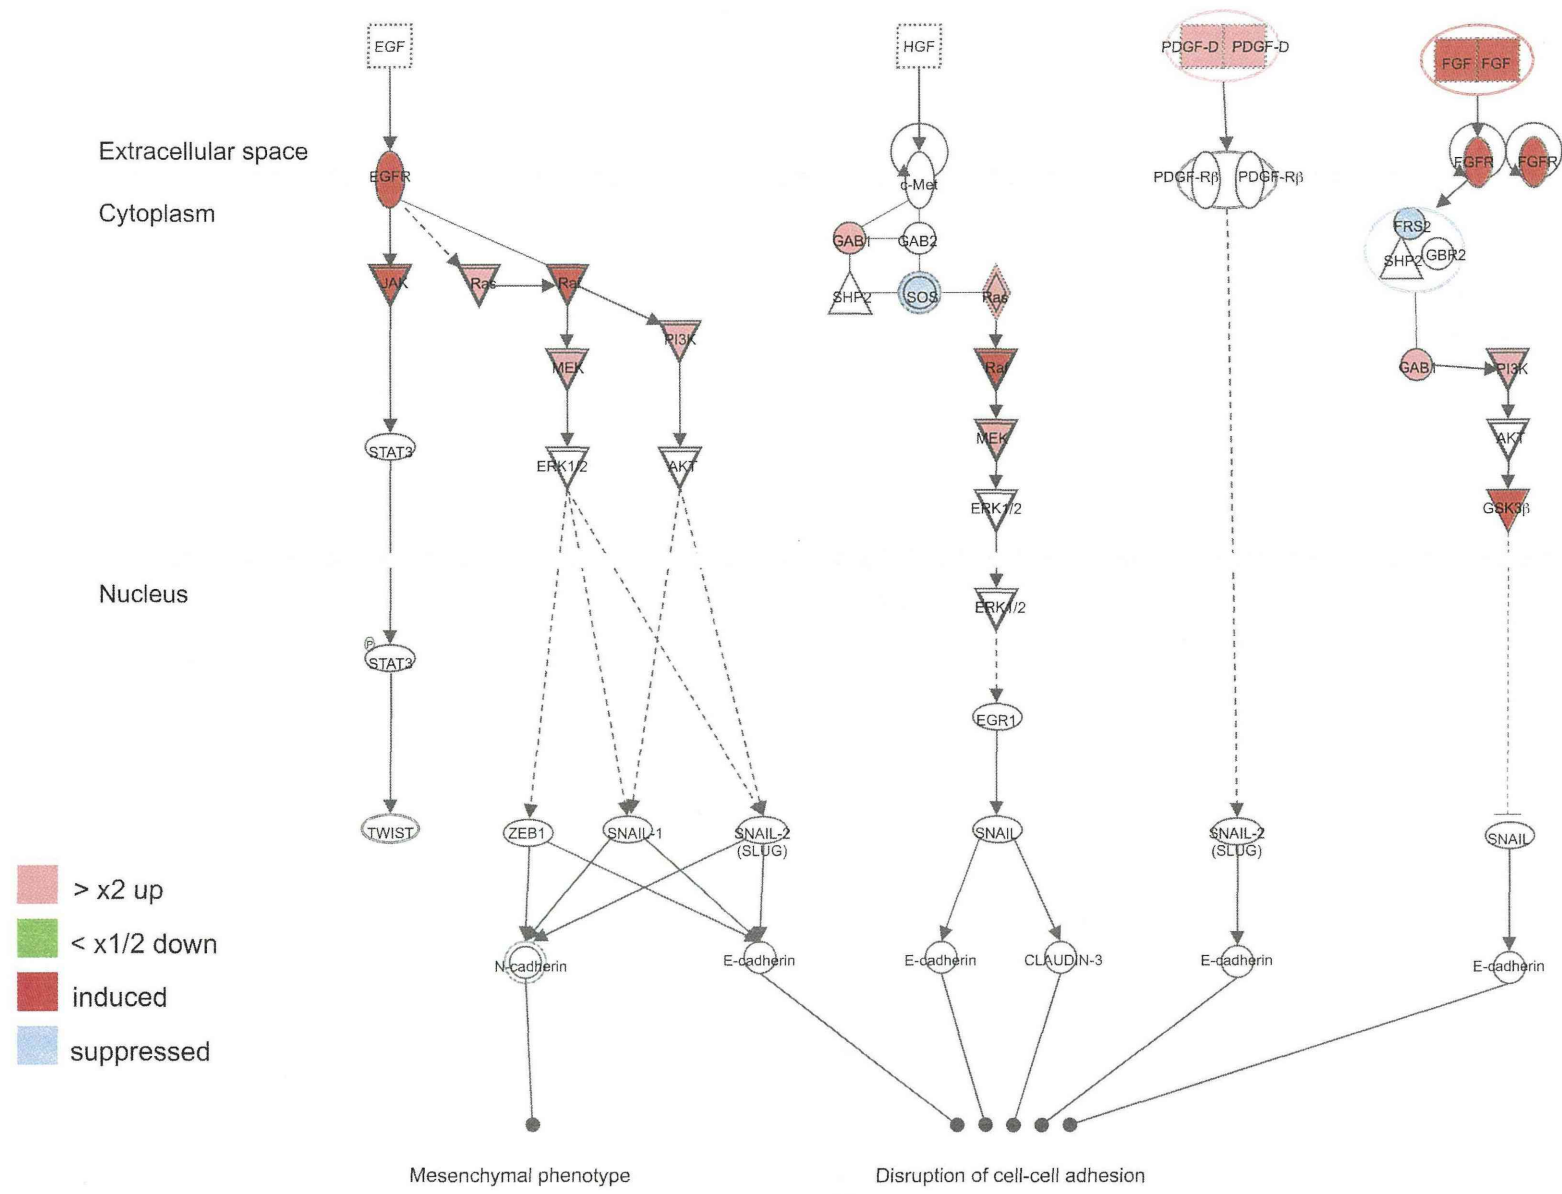 EGF
HGF
PDGF-D PDGF-D
FGF FGF
Extracellular space
EGFR
c-Met
PDGF-Rβ PDGF-Rβ
FGFR FGFR
Cytoplasm
GAB1 GAB2
FRS2
SHP2 GBR2
JAK Ras Raf
SHP2 SOS Ras
PI3K
MEK
Raf
GAB1 PI3K
STAT3 ERK1/2 AKT
MEK
AKT
ERK1/2
GSK3β
Nucleus
ERK1/2
P
STAT3
EGR1
TWIST ZEB1 SNAIL-1 SNAIL-2
(SLUG)
SNAIL
SNAIL-2
(SLUG)
SNAIL
> x2 up
< x1/2 down
induced
suppressed
N-cadherin E-cadherin E-cadherin CLAUDIN-3 E-cadherin E-cadherin
Mesenchymal phenotype Disruption of cell-cell adhesion